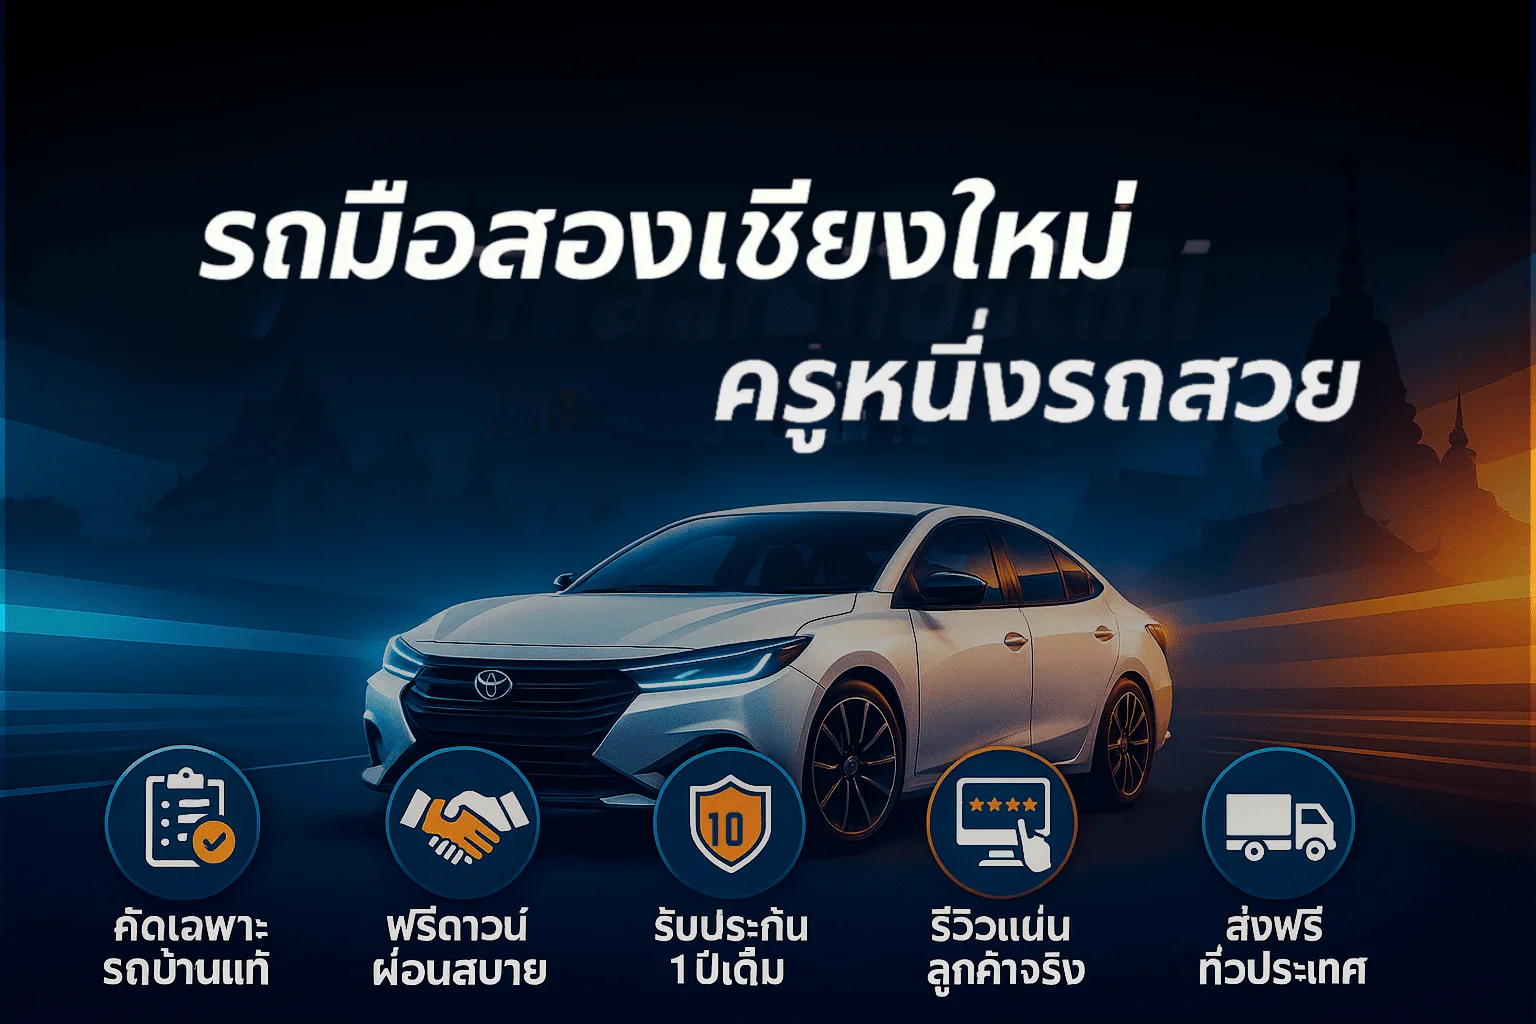 รถมือสองเชียงใหม่
ครูหนึ่งรถสวย
10
คัดเฉพาะ
รถบ้านแท้
ฟรีดาวน์
ผ่อนสบาย
รับประกัน
1 ปีเต็ม
รีวิวแน่น
ลูกค้าจริง
ส่งฟรี
ทั่วประเทศ